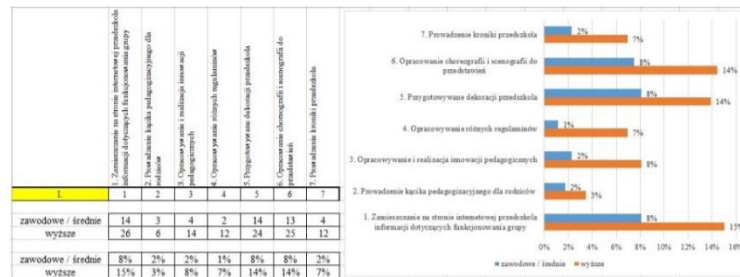 1. Zamieszczanie na stronie internetowej przedszkola
informacji dotyczących funkcjonowania grupy
2. Prowadzenie kącika pedagogizacyjnego dla
rodziców
3. Opracowywanie i realizacja innowacji
pedagogicznych
4. Opracowywanie różnych regulaminów
5. Przygotowywane dekoracji przedszkola
6. Opracowanie choreografii i scenografii do
przedstawień
7. Prowadzenie kroniki przedszkola
1 2 3 4 5 6 7
zawodowe / średnie 14 3 4 2 14 13 4
wyższe 26 6 14 12 24 25 12
zawodowe / średnie 8% 2% 2% 1% 8% 8% 2%
wyższe 15% 3% 8% 7% 14% 14% 7%
7. Prowadzenie kroniki przedszkola 2% 7%
6. Opracowanie choreografii i scenografii do
przedstawień 8% 14%
5. Przygotowywane dekoracji przedszkola 8% 14%
4. Opracowywanie różnych regulaminów 1% 7%
3. Opracowywanie i realizacja innowacji pedagogicznych 2% 8%
2. Prowadzenie kącika pedagogizacyjnego dla rodziców 2% 3%
1. Zamieszczanie na stronie internetowej przedszkola
informacji dotyczących funkcjonowania grupy 8% 15%
0% 2% 4% 6% 8% 10% 12% 14% 16%
zawodowe / średnie wyższe